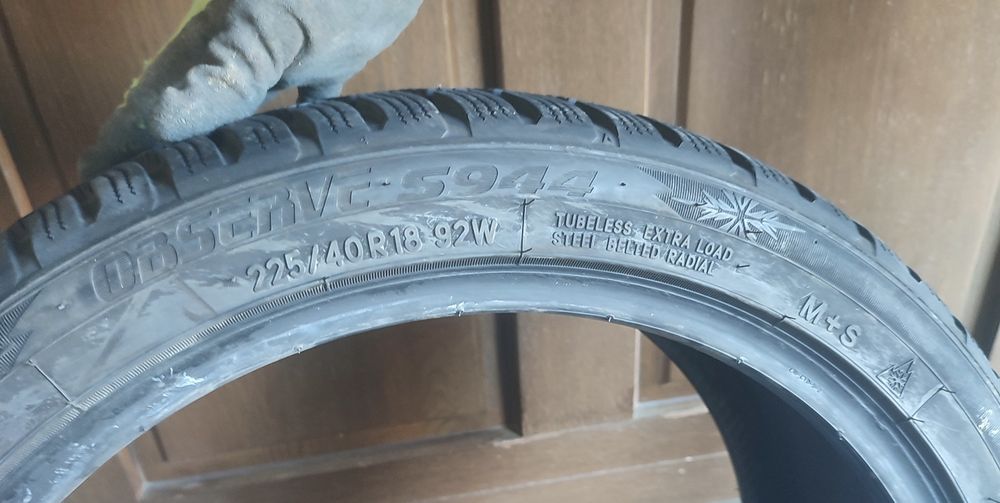 OBSERVE·S944
225/40R18 92W
TUBELESS-EXTRA LOAD
STEEL BELTED RADIAL
M+S